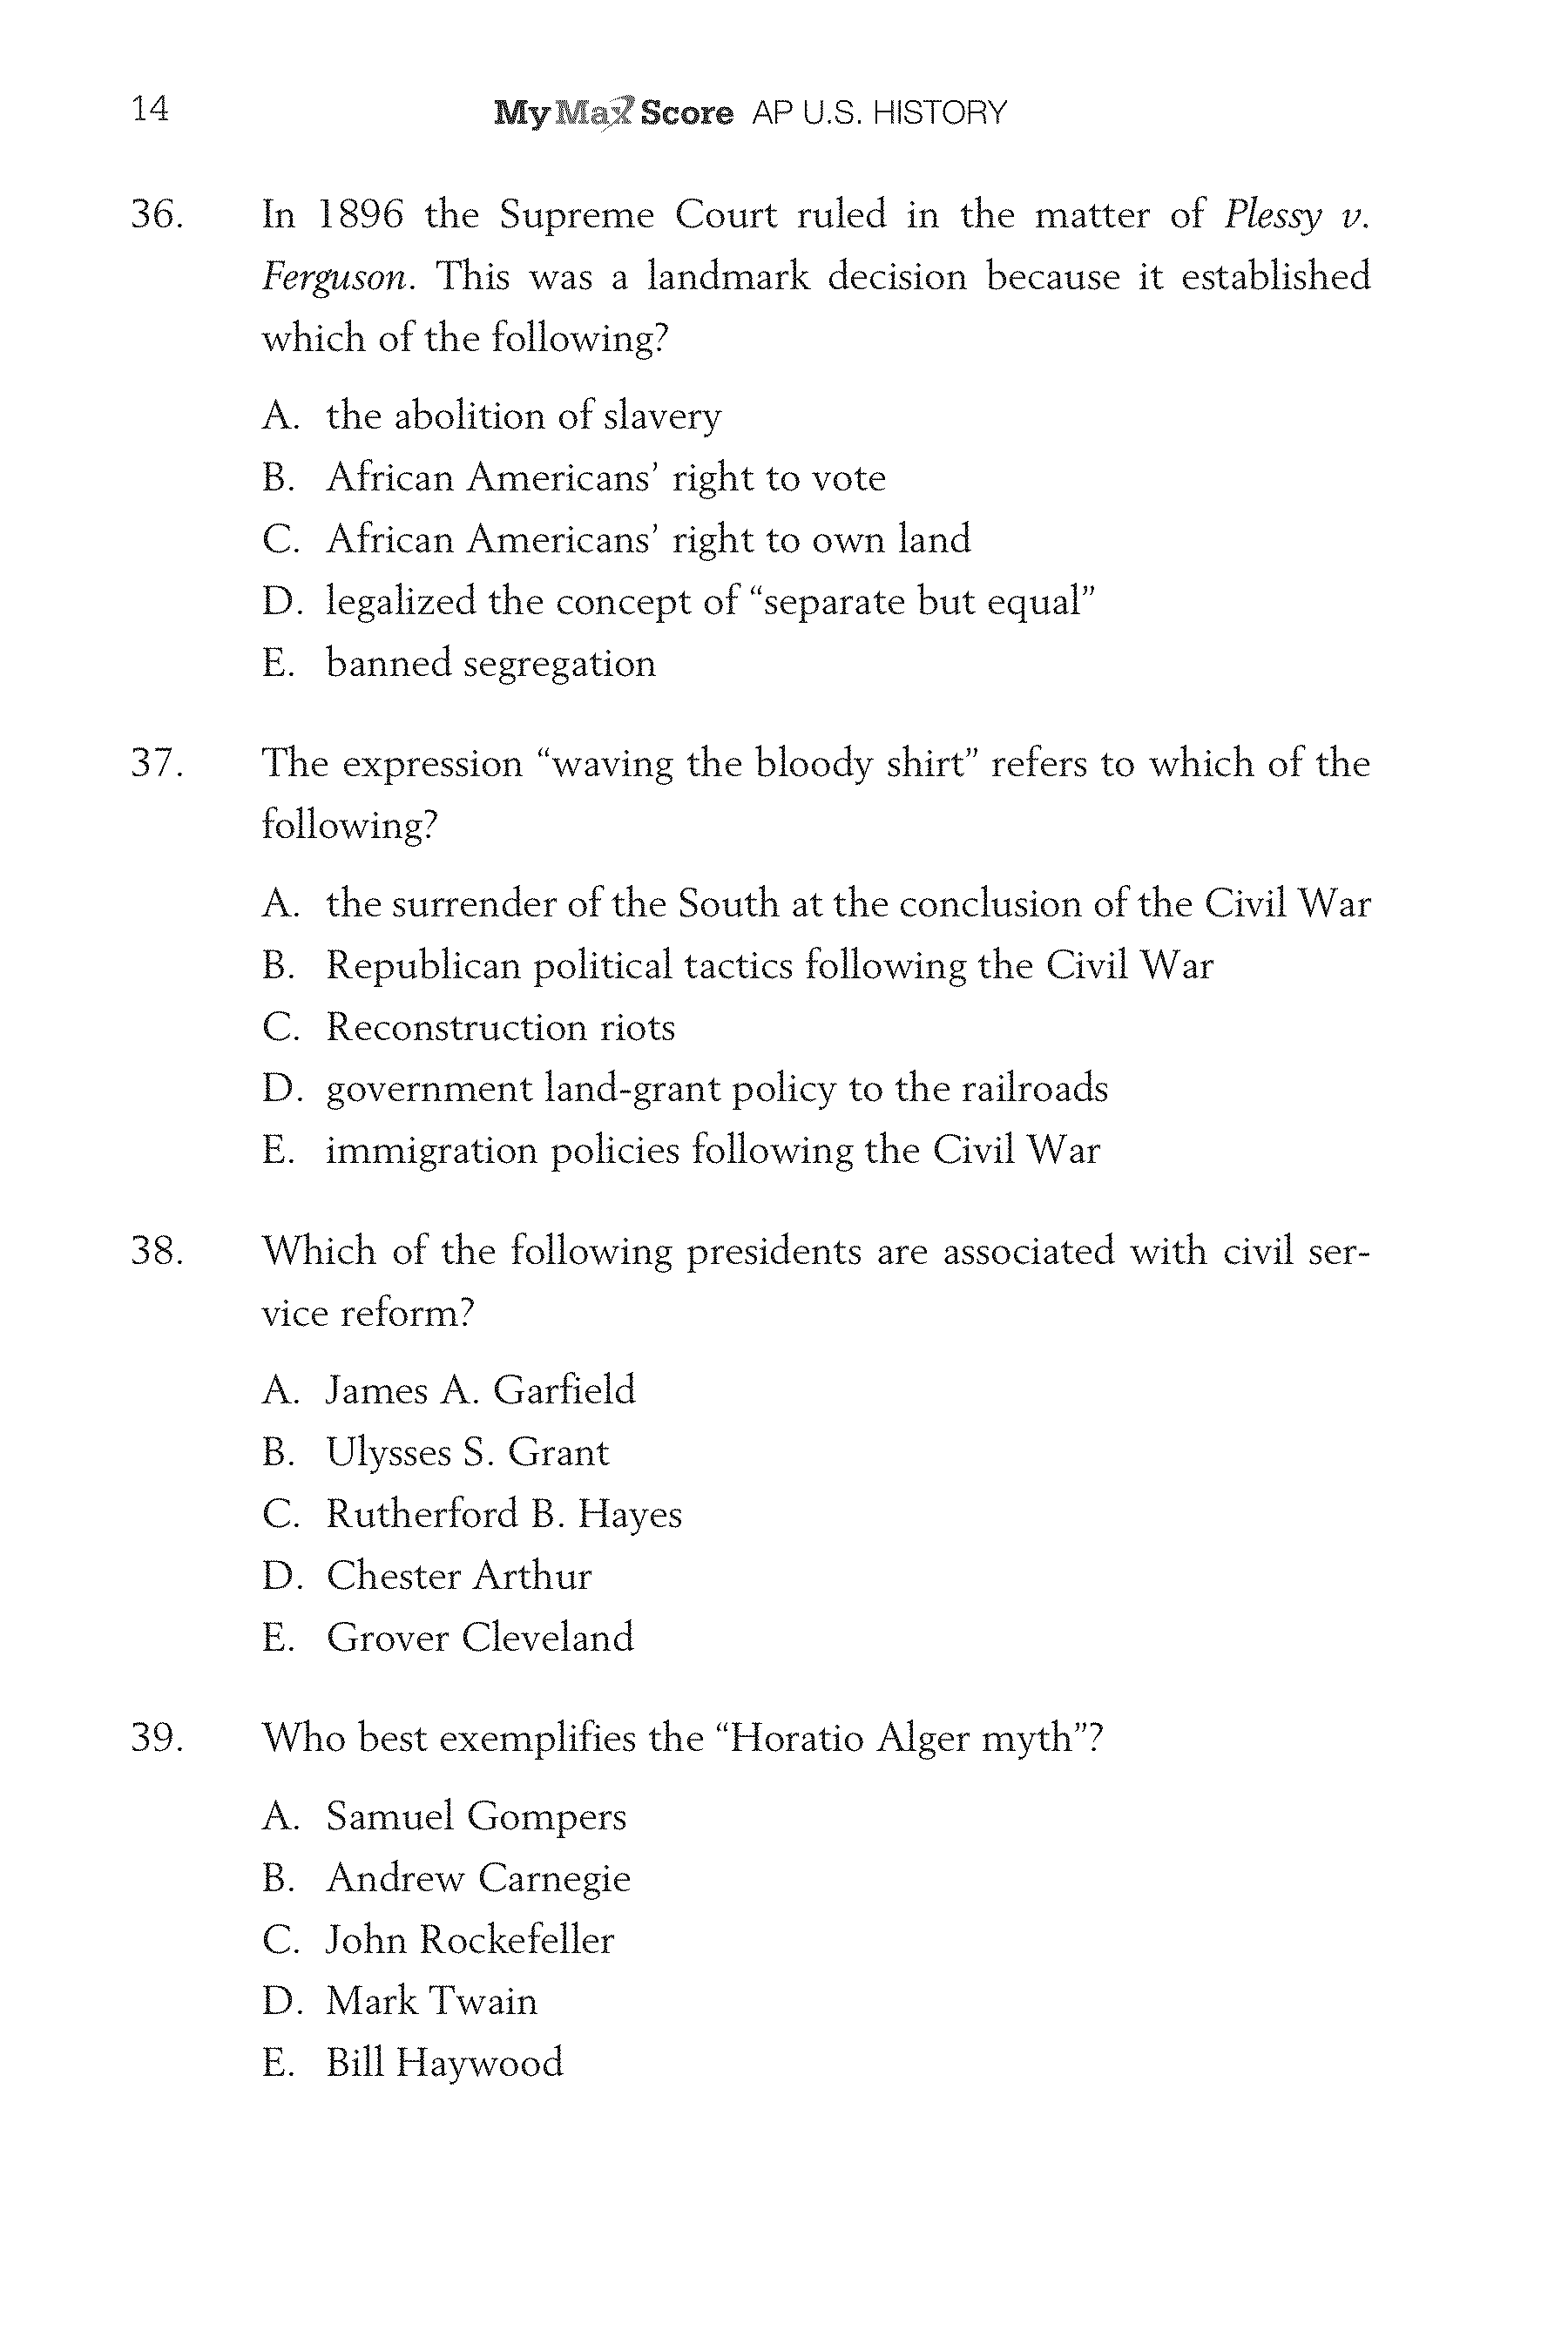 14 My Max Score AP U.S. HISTORY
36. In 1896 the Supreme Court ruled in the matter of Plessy v.
Ferguson. This was a landmark decision because it established
which of the following?
A. the abolition of slavery
B. African Americans’ right to vote
C. African Americans’ right to own land
D. legalized the concept of “separate but equal”
E. banned segregation
37. The expression “waving the bloody shirt” refers to which of the
following?
A. the surrender of the South at the conclusion of the Civil War
B. Republican political tactics following the Civil War
C. Reconstruction riots
D. government land-grant policy to the railroads
E. immigration policies following the Civil War
38. Which of the following presidents are associated with civil ser-
vice reform?
A. James A. Garfield
B. Ulysses S. Grant
C. Rutherford B. Hayes
D. Chester Arthur
E. Grover Cleveland
39. Who best exemplifies the “Horatio Alger myth”?
A. Samuel Gompers
B. Andrew Carnegie
C. John Rockefeller
D. Mark Twain
E. Bill Haywood